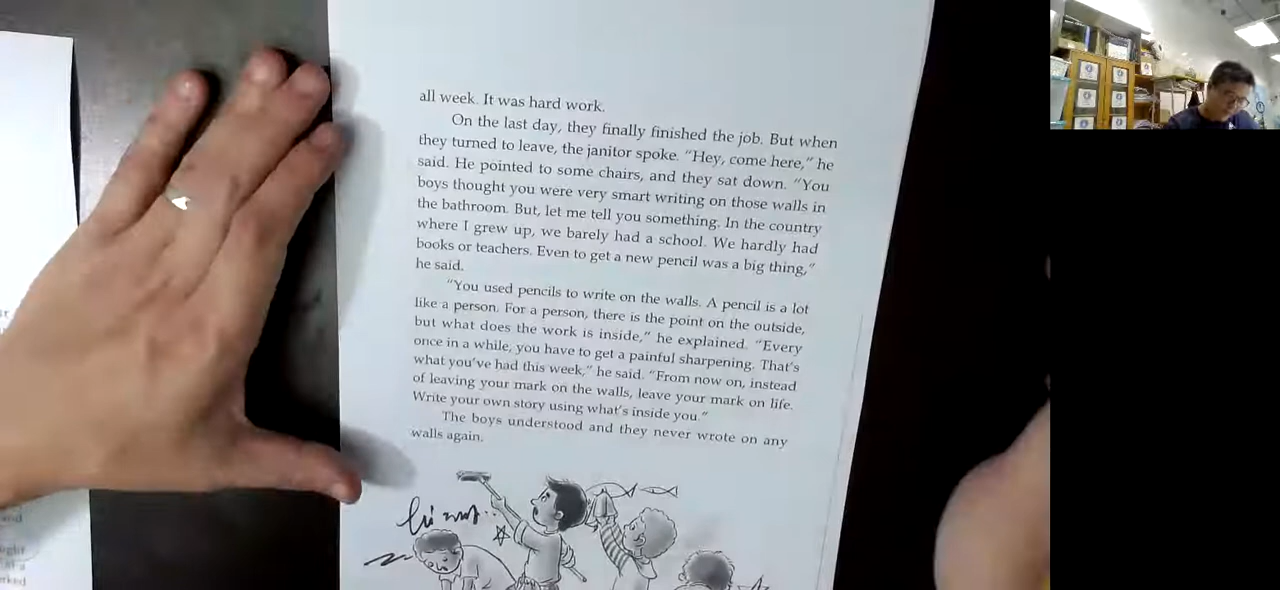 all week. It was hard work.
On the last day, they finally finished the job. But when
they turned to leave, the janitor spoke. “Hey, come here,” he
said. He pointed to some chairs, and they sat down. “You
boys thought you were very smart writing on those walls in
the bathroom. But, let me tell you something. In the country
where I grew up, we barely had a school. We hardly had
books or teachers. Even to get a new pencil was a big thing,”
he said.
“You used pencils to write on the walls. A pencil is a lot
like a person. For a person, there is the point on the outside,
but what does the work is inside,” he explained. “Every
once in a while, you have to get a painful sharpening. That’s
what you’ve had this week,” he said. “From now on, instead
of leaving your mark on the walls, leave your mark on life.
Write your own story using what’s inside you.”
The boys understood and they never wrote on any
walls again.